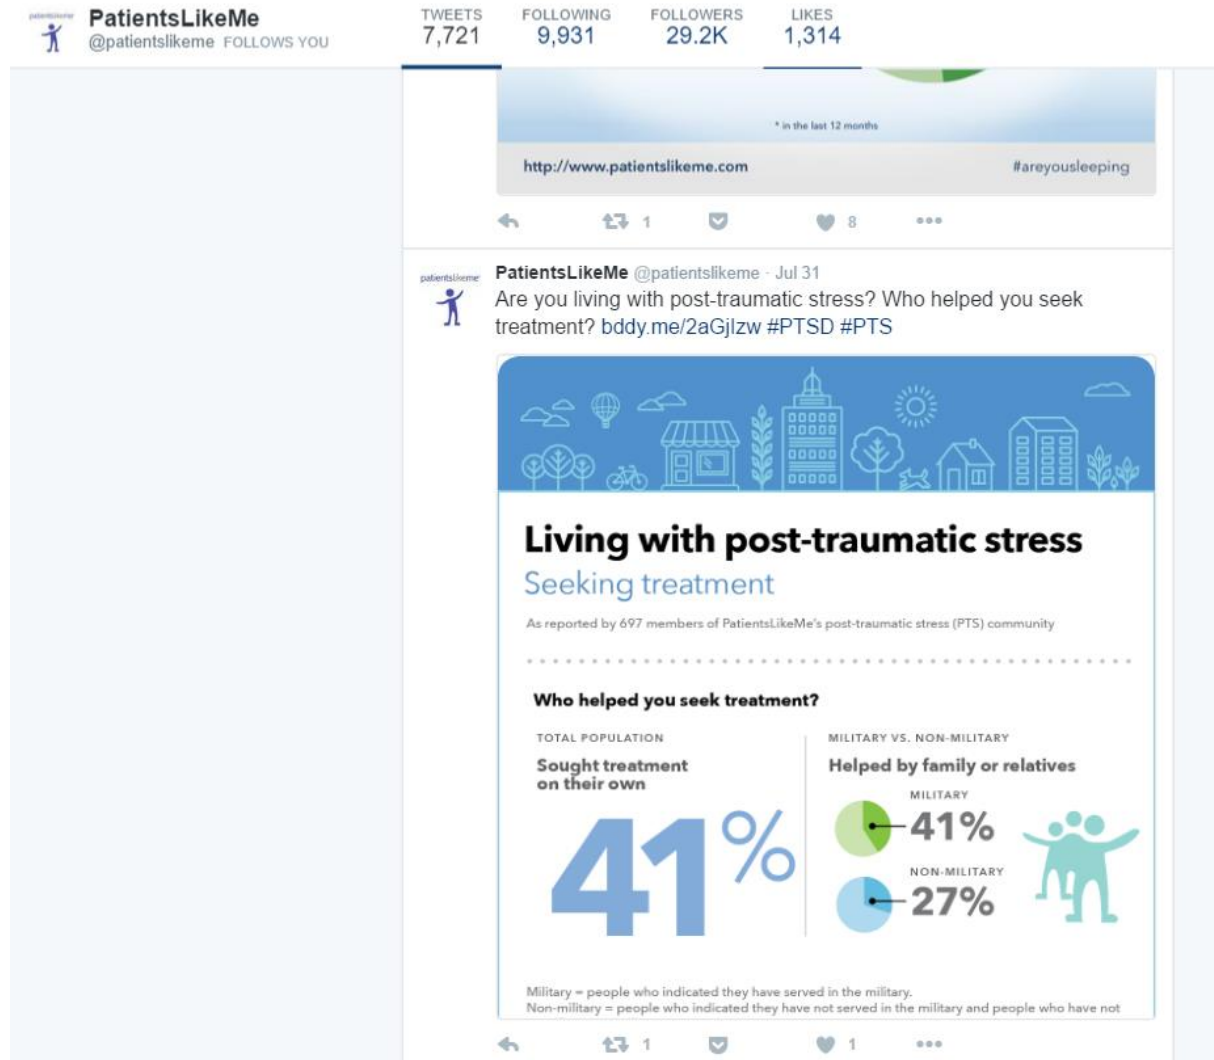 PatientsLikeMe
@patientslikeme FOLLOWS YOU
TWEETS
7,721
FOLLOWING
9,931
FOLLOWERS
29.2K
LIKES
1,314
* in the last 12 months
http://www.patientslikeme.com
#areyousleeping
1
8
patientslikeme
PatientsLikeMe @patientslikeme · Jul 31
Are you living with post-traumatic stress? Who helped you seek
treatment? bddy.me/2aGjlzw #PTSD #PTS
Living with post-traumatic stress
Seeking treatment
As reported by 697 members of PatientsLikeMe's post-traumatic stress (PTS) community
Who helped you seek treatment?
TOTAL POPULATION
Sought treatment
on their own
41%
MILITARY VS. NON-MILITARY
Helped by family or relatives
MILITARY
41%
NON-MILITARY
27%
Military = people who indicated they have served in the military.
Non-military = people who indicated they have not served in the military and people who have not
1
1